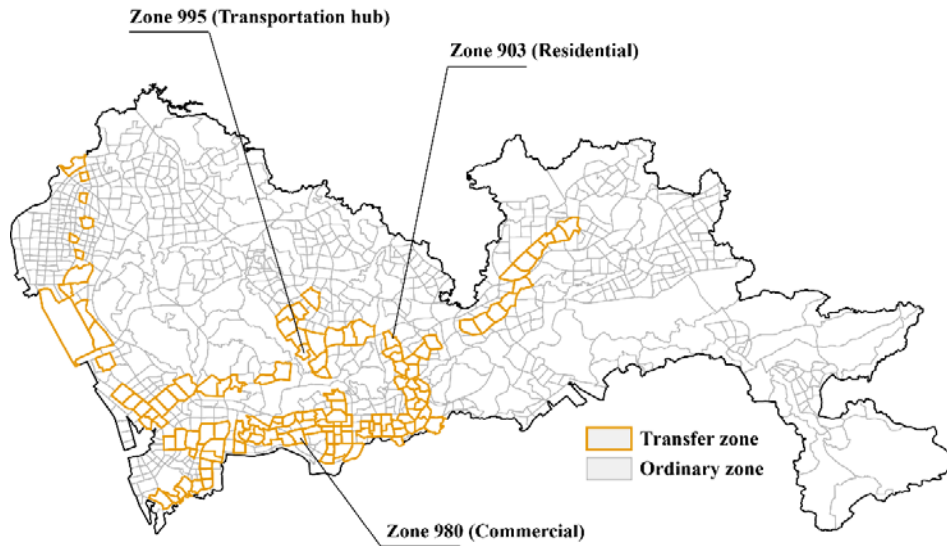 Zone 995 (Transportation hub)
Zone 903 (Residential)
Transfer zone
Ordinary zone
Zone 980 (Commercial)